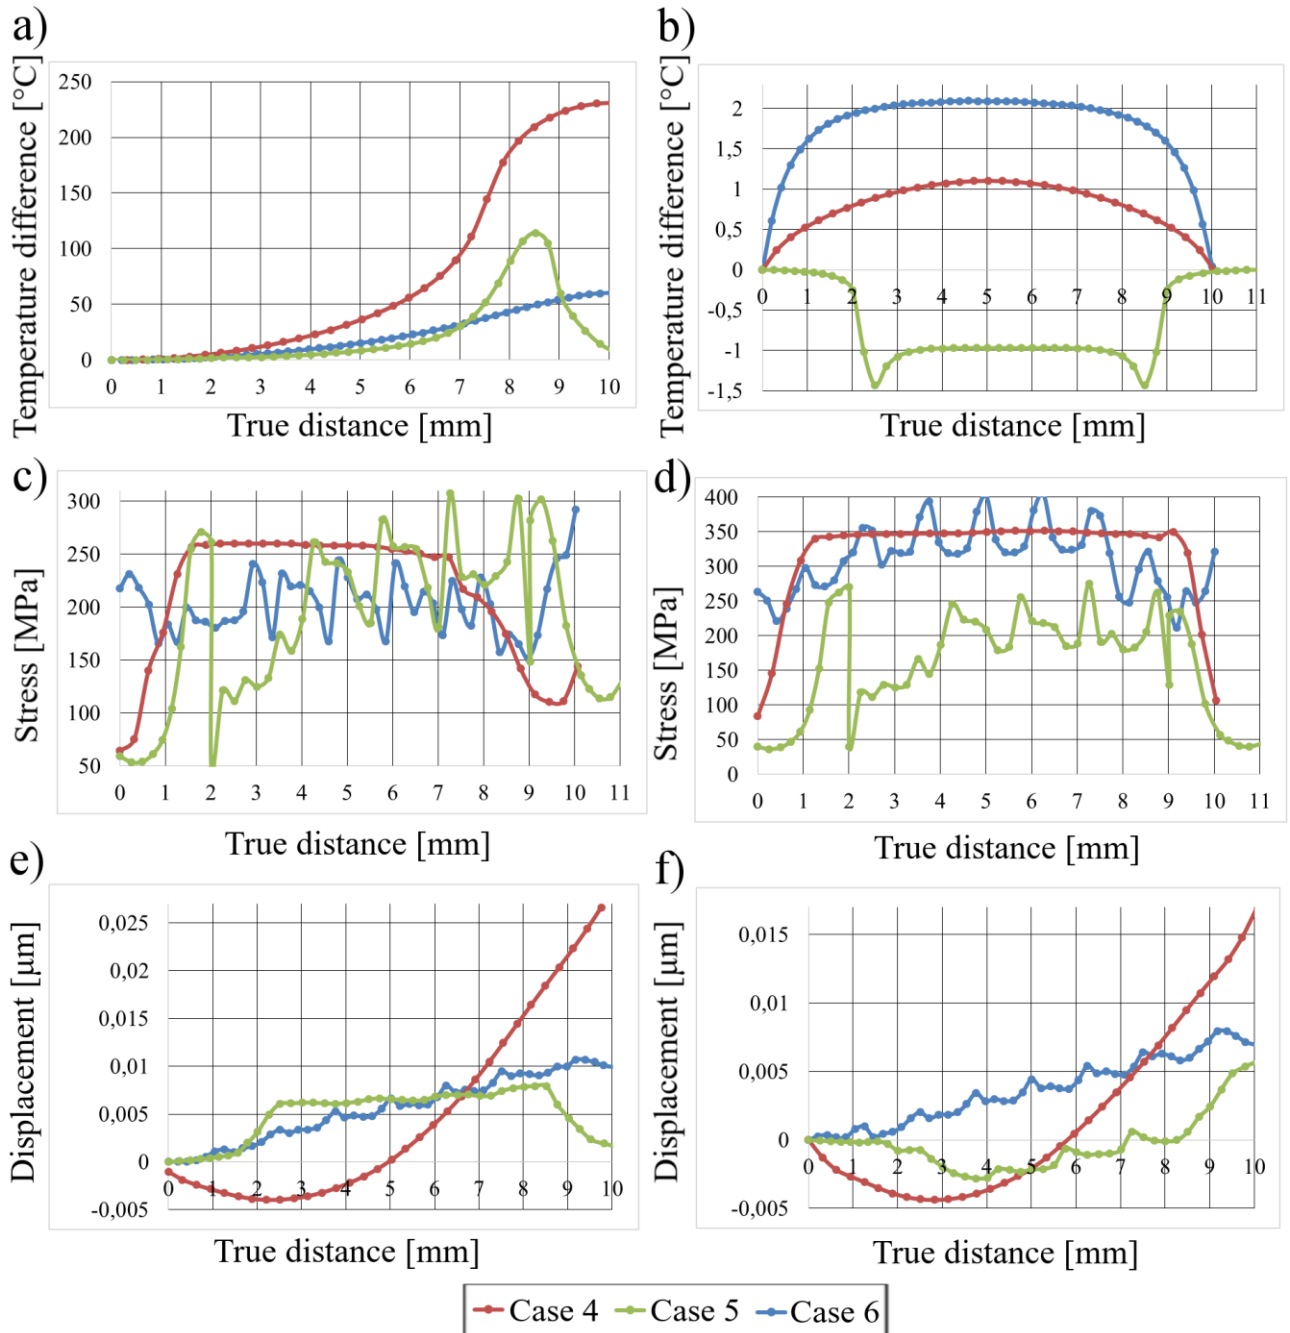 a)
Temperature difference [°C]
250
200
150
100
50
0
0 1 2 3 4 5 6 7 8 9 10
True distance [mm]
b)
Temperature difference [°C]
2
1,5
1
0,5
0
-0,5
-1
-1,5
0 1 2 3 4 5 6 7 8 9 10 11
True distance [mm]
c)
Stress [MPa]
300
250
200
150
100
50
0 1 2 3 4 5 6 7 8 9 10 11
True distance [mm]
d)
Stress [MPa]
400
350
300
250
200
150
100
50
0
0 1 2 3 4 5 6 7 8 9 10 11
True distance [mm]
e)
Displacement [µm]
0,025
0,02
0,015
0,01
0,005
0
-0,005
0 1 2 3 4 5 6 7 8 9 10
True distance [mm]
f)
Displacement [µm]
0,015
0,01
0,005
0
-0,005
0 1 2 3 4 5 6 7 8 9 10
True distance [mm]
Case 4 Case 5 Case 6